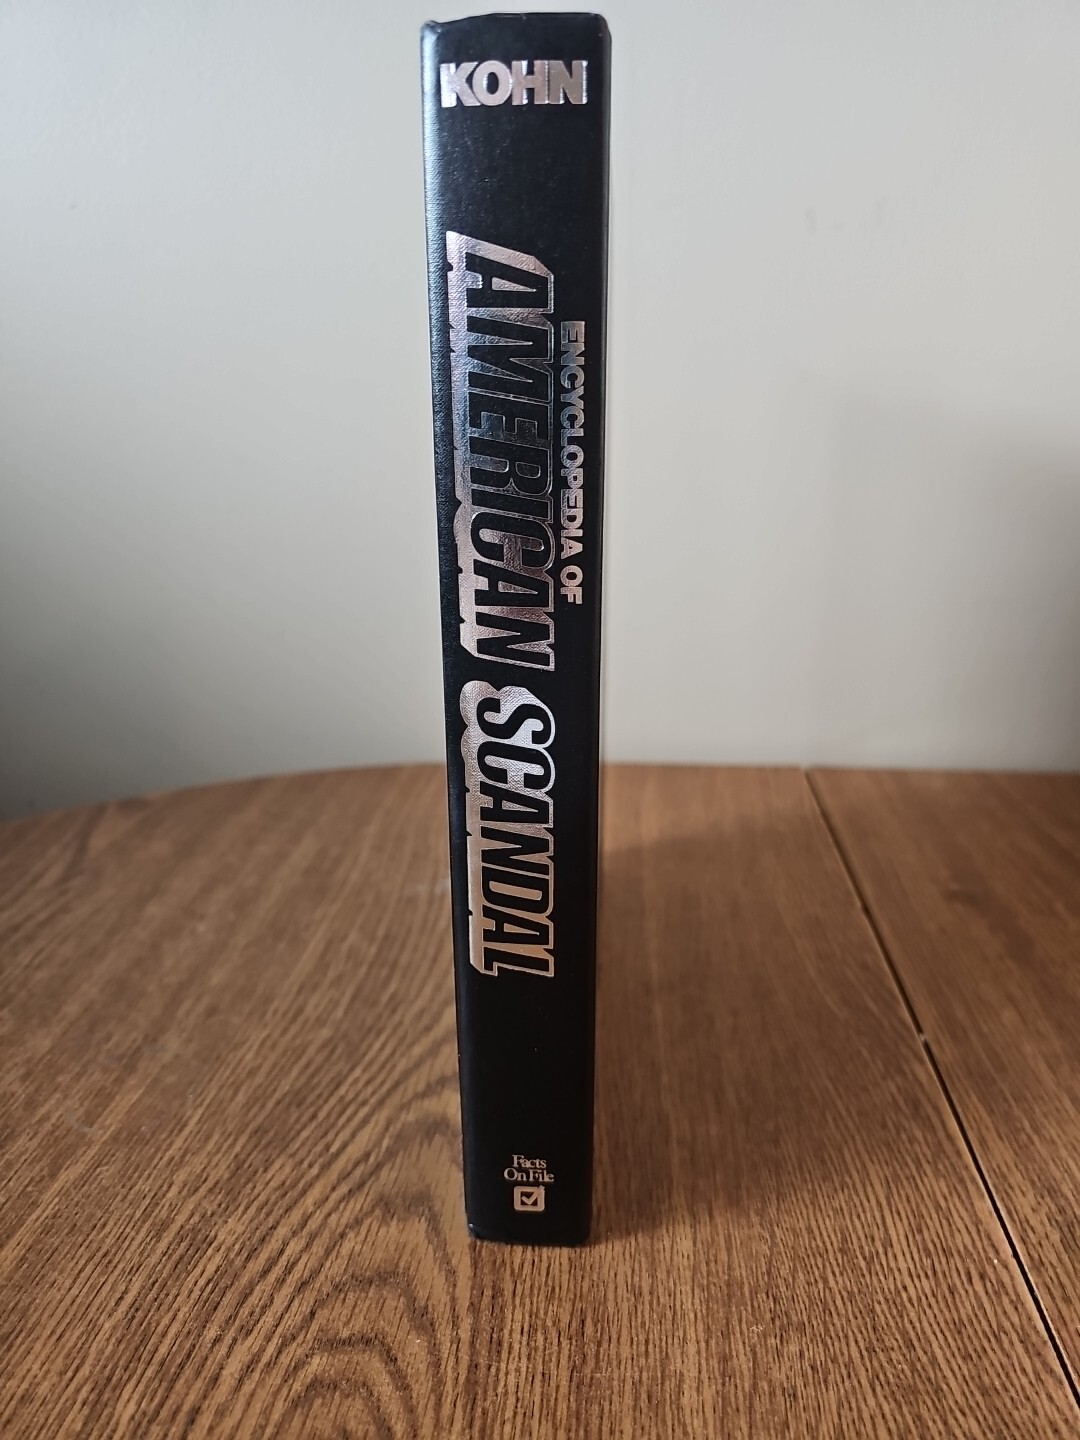 KOHN
ENCYCLOPEDIA OF
AMERICAN SCANDAL
Facts
On File